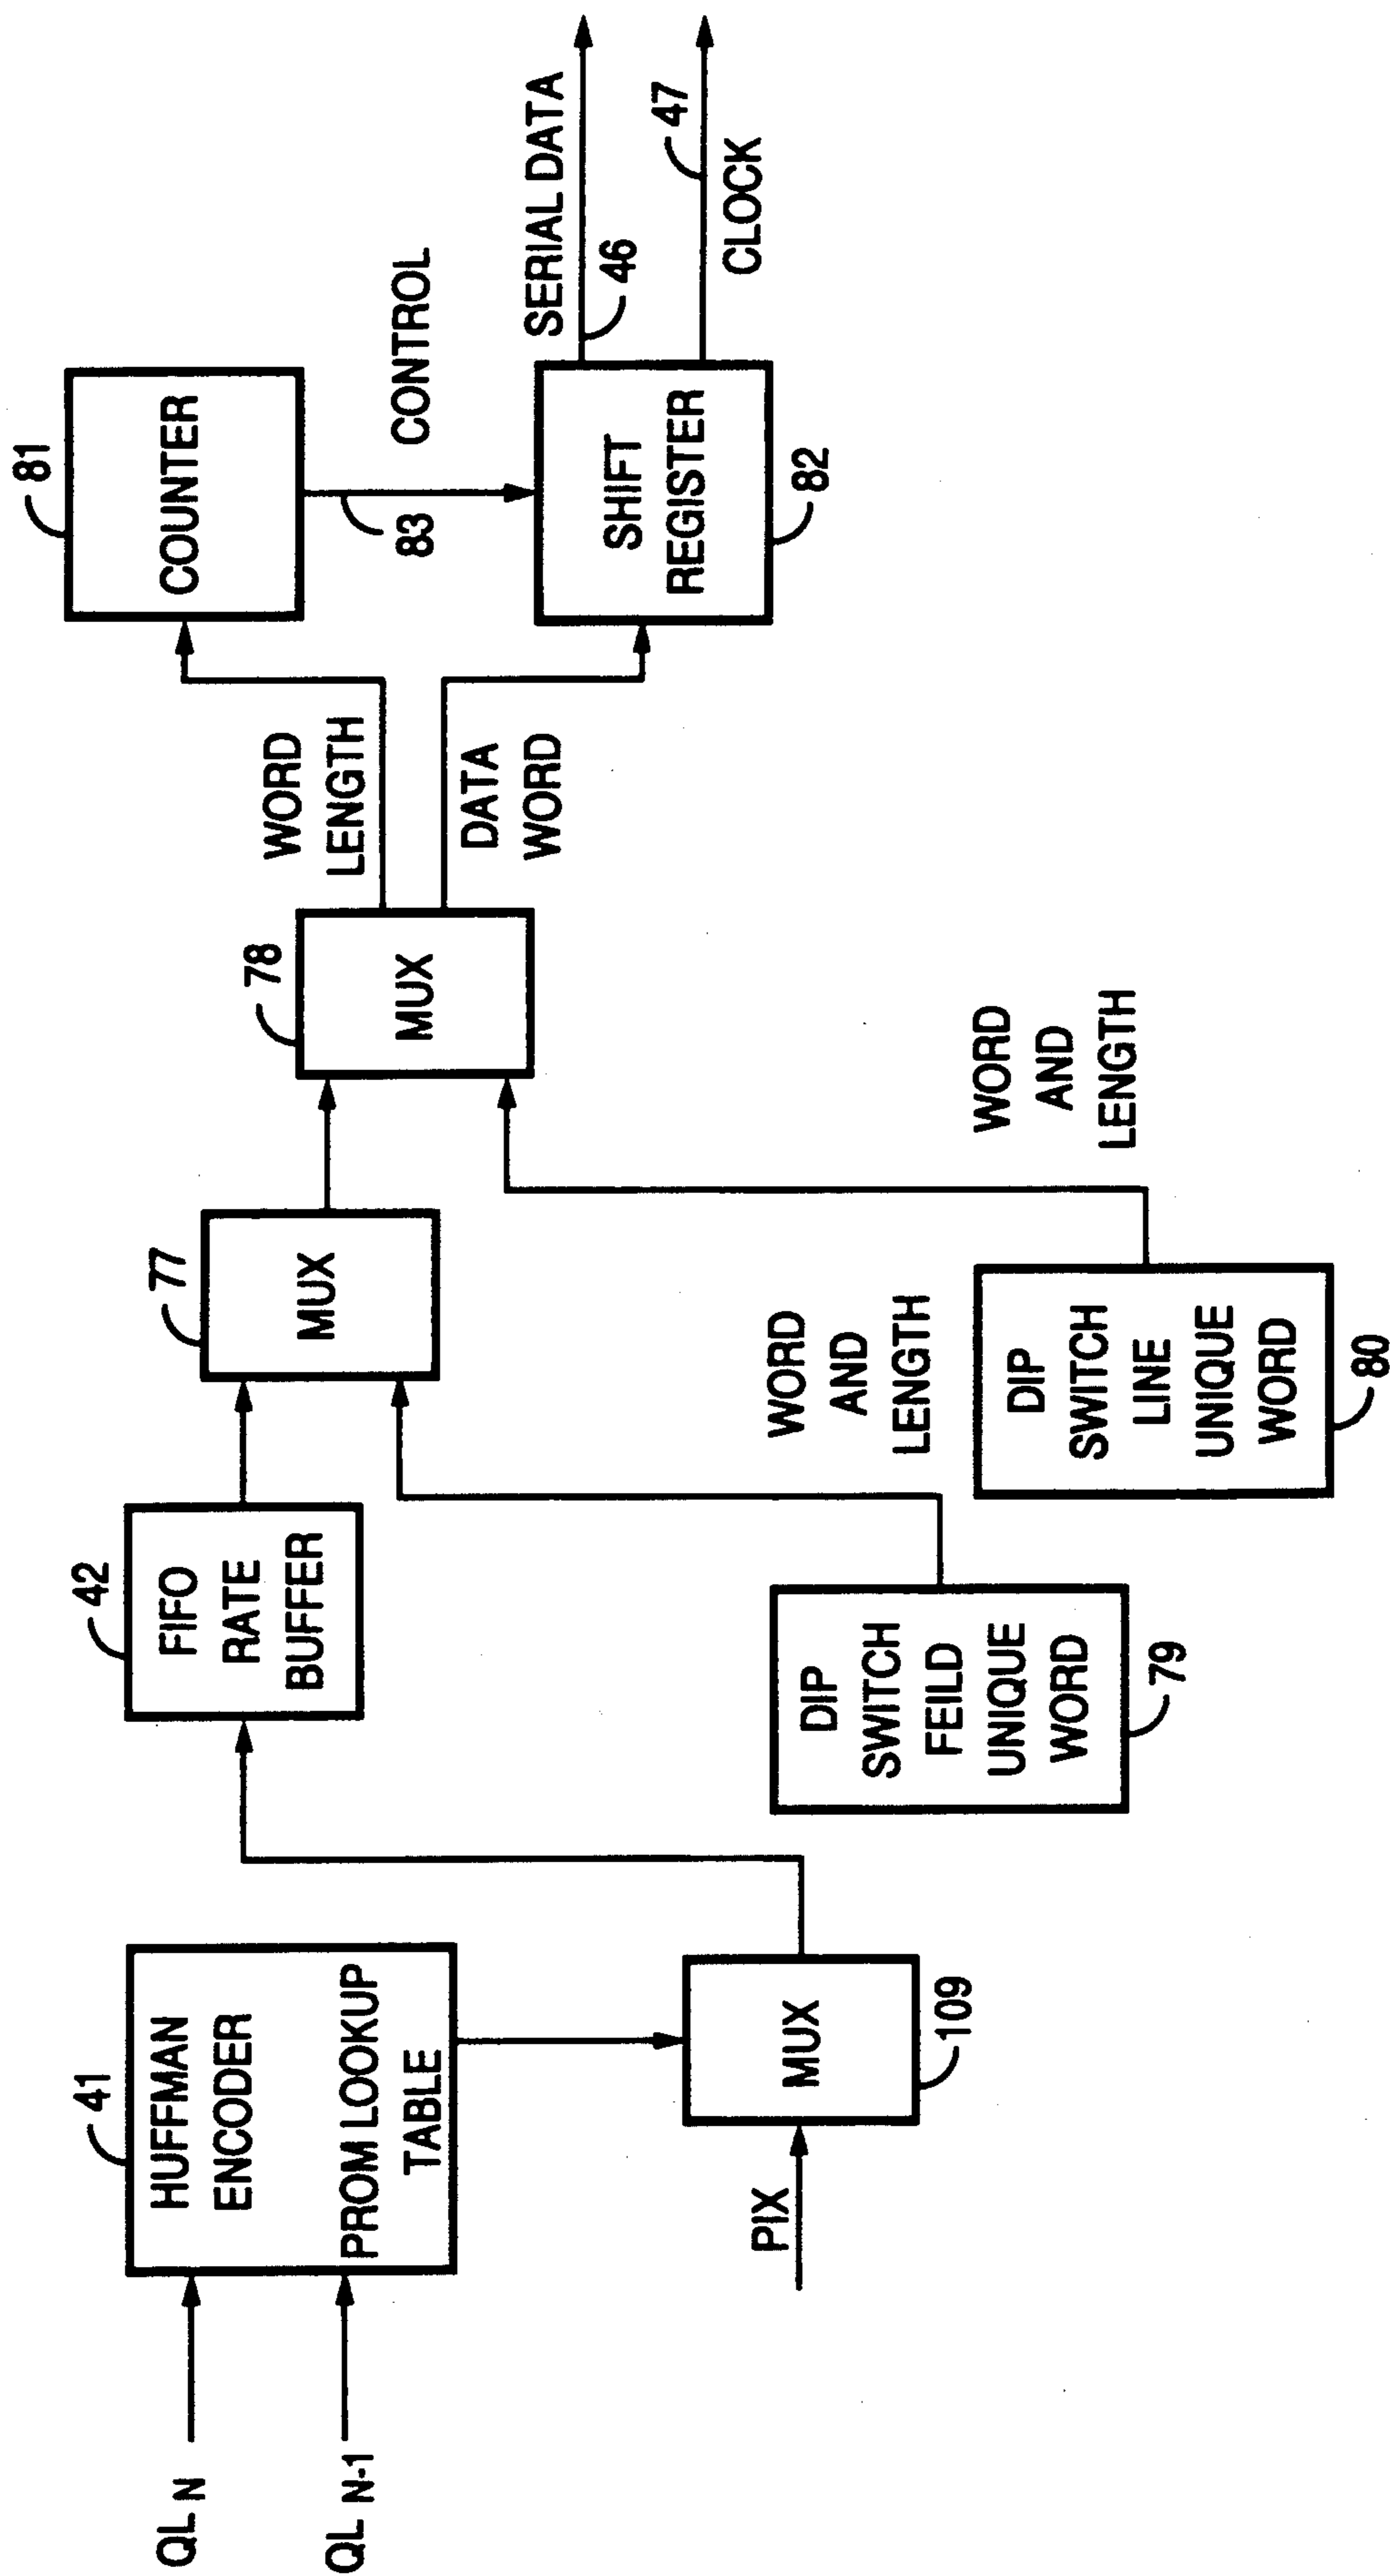 QL N
QL N-1
41
HUFFMAN
ENCODER
PROM LOOKUP
TABLE
PIX
MUX
109
42
FIFO
RATE
BUFFER
DIP
SWITCH
FEILD
UNIQUE
WORD
79
WORD
AND
LENGTH
77
MUX
DIP
SWITCH
LINE
UNIQUE
WORD
80
WORD
AND
LENGTH
78
MUX
WORD
LENGTH
DATA
WORD
81
COUNTER
83
CONTROL
SHIFT
REGISTER
82
SERIAL DATA
46
47
CLOCK